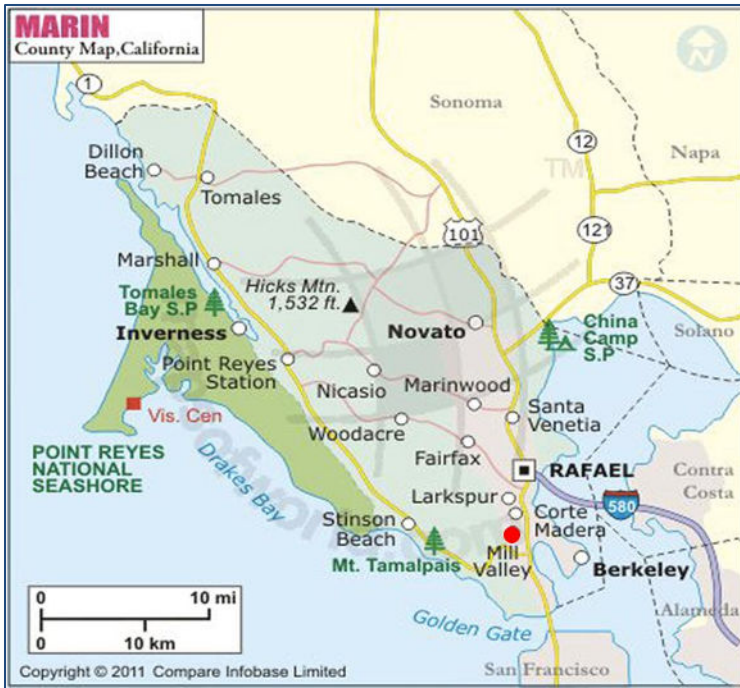 MARIN
County Map,California
N
1
Sonoma
12
Napa
TM
Dillon
Beach
Tomales
101
121
Marshall
37
Hicks Mtn.
1,532 ft.
Tomales
Bay S.P
China
Camp
S.P
Solano
Inverness
Novato
Point Reyes
Station
Nicasio
Marinwood
Vis. Cen
Woodacre
Santa
Venetia
Fairfax
POINT REYES
NATIONAL
SEASHORE
Drakes Bay
RAFAEL
Contra
Costa
Larkspur
580
Stinson
Beach
Corte
Madera
Mt. Tamalpais
Mill
Valley
Berkeley
0 10 mi
0 10 km
Golden Gate
Alameda
San Francisco
Copyright © 2011 Compare Infobase Limited